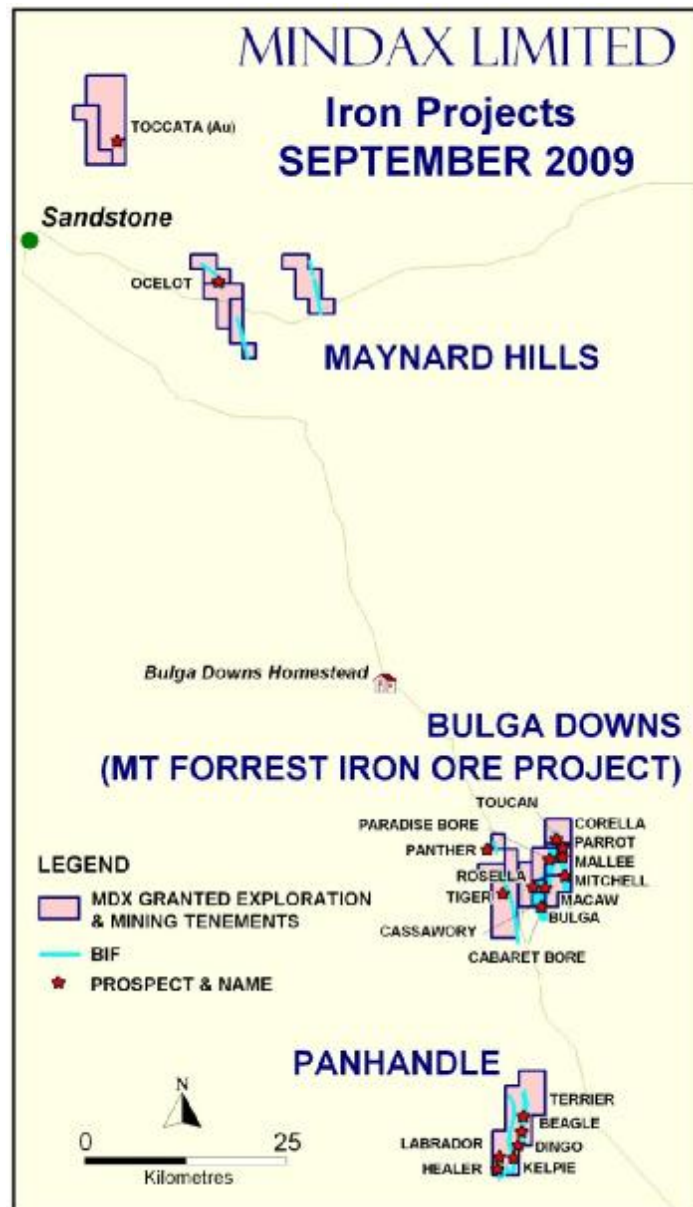 MINDAX LIMITED
Iron Projects
SEPTEMBER 2009
TOCCATA (Au)
Sandstone
OCELOT
MAYNARD HILLS
Bulga Downs Homestead
BULGA DOWNS
(MT FORREST IRON ORE PROJECT)
TOUCAN
CORELLA
PARADISE BORE
PARROT
PANTHER
MALLEE
ROSELLA
MITCHELL
TIGER
MACAW
BULGA
CASSAWORY
CABARET BORE
LEGEND
MDX GRANTED EXPLORATION
& MINING TENEMENTS
BIF
PROSPECT & NAME
PANHANDLE
TERRIER
BEAGLE
LABRADOR
DINGO
HEALER
KELPIE
N
0 25
Kilometres